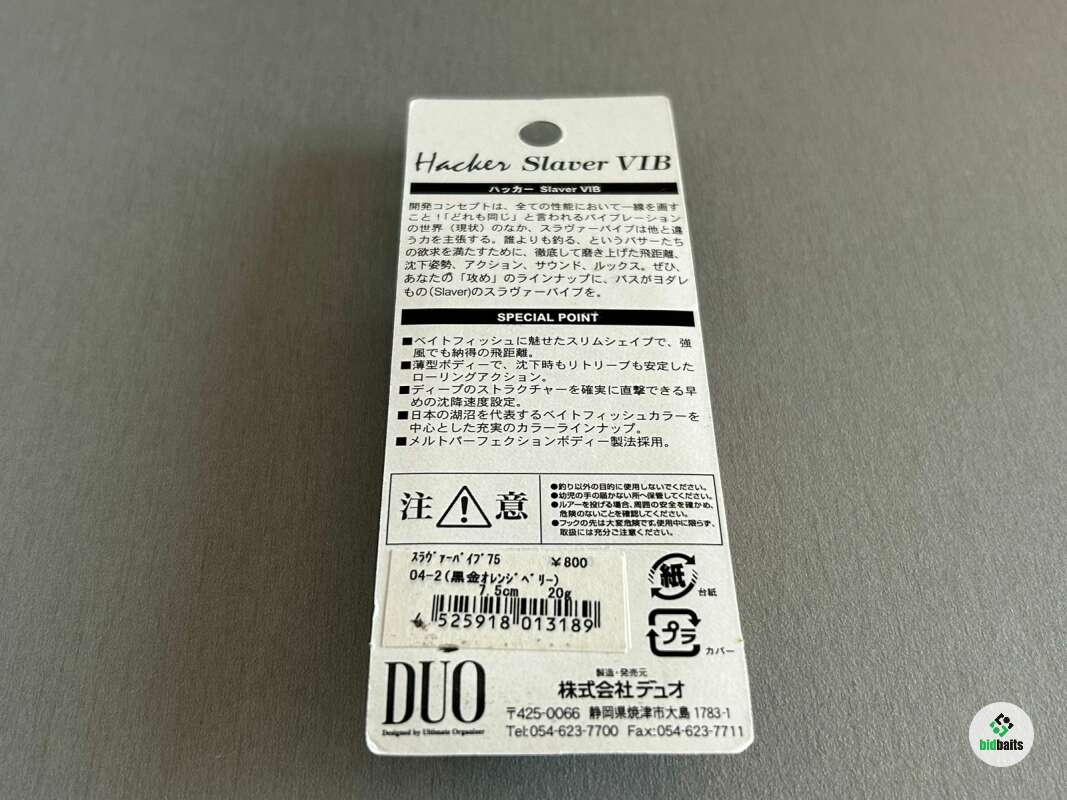 Hacker Slaver VIB
ハッカー Slaver VIB
開発コンセプトは、全ての性能において一線を画す
こと!「どれも同じ」と言われるバイブレーション
の世界（現状）のなか、スラヴァーバイブは他と違
う力を主張する。誰よりも釣る、というバサーたち
の欲求を満たすために、徹底して磨き上げた飛距離、
沈下姿勢、アクション、サウンド、ルックス。ぜひ、
あなたの「攻め」のラインナップに、バスがヨダレ
もの(Slaver)のスラヴァーバイブを。
SPECIAL POINT
■ベイトフィッシュに魅せたスリムシェイプで、強
風でも納得の飛距離。
■薄型ボディーで、沈下時もリトリーブも安定した
ローリングアクション。
■ディープのストラクチャーを確実に直撃できる早
めの沈降速度設定。
■日本の湖沼を代表するベイトフィッシュカラーを
中心とした充実のカラーラインナップ。
■メルトパーフェクションボディー製法採用。
注意
●釣り以外の目的に使用しないでください。
●幼児の手の届かない所へ保管してください。
●ルアーを投げる場合、周囲の安全を確かめ、
危険のないことを確認してください。
●フックの先は大変危険です。使用中に限らず、
取扱には充分ご注意ください。
ｽﾗｳﾞｧｰﾊﾞｲﾌﾞ75 ￥800
04-2(黒金ｵﾚﾝｼﾞﾍﾞﾘｰ)
7.5cm 20g
4 525918 013189
紙
台紙
プラ
カバー
DUO
Designed by Ultimate Organizer
製造・発売元
株式会社デュオ
〒425-0066 静岡県焼津市大島 1783-1
Tel:054-623-7700 Fax:054-623-7711
bidbaits